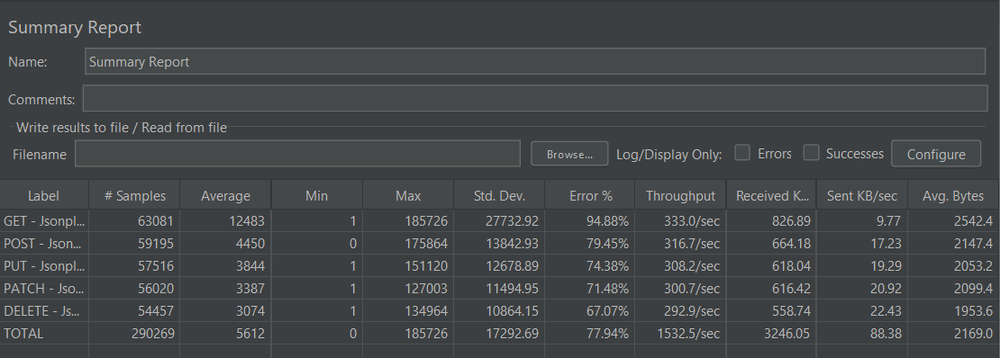 Summary Report
Name: Summary Report
Comments:
Write results to file / Read from file
Filename Browse... Log/Display Only: Errors Successes Configure
Label # Samples Average Min Max Std. Dev. Error % Throughput Received K... Sent KB/sec Avg. Bytes
GET - Jsonpl... 63081 12483 1 185726 27732.92 94.88% 333.0/sec 826.89 9.77 2542.4
POST - Json... 59195 4450 0 175864 13842.93 79.45% 316.7/sec 664.18 17.23 2147.4
PUT - Jsonpl... 57516 3844 1 151120 12678.89 74.38% 308.2/sec 618.04 19.29 2053.2
PATCH - Jso... 56020 3387 1 127003 11494.95 71.48% 300.7/sec 616.42 20.92 2099.4
DELETE - Js... 54457 3074 1 134964 10864.15 67.07% 292.9/sec 558.74 22.43 1953.6
TOTAL 290269 5612 0 185726 17292.69 77.94% 1532.5/sec 3246.05 88.38 2169.0